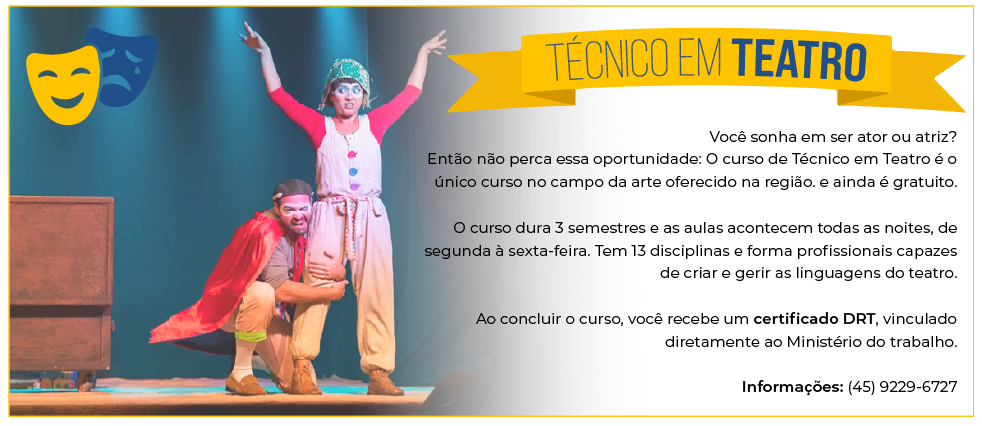 TÉCNICO EM TEATRO
Você sonha em ser ator ou atriz?
Então não perca essa oportunidade: O curso de Técnico em Teatro é o
único curso no campo da arte oferecido na região. e ainda é gratuito.
O curso dura 3 semestres e as aulas acontecem todas as noites, de
segunda à sexta-feira. Tem 13 disciplinas e forma profissionais capazes
de criar e gerir as linguagens do teatro.
Ao concluir o curso, você recebe um certificado DRT, vinculado
diretamente ao Ministério do trabalho.
Informações: (45) 9229-6727